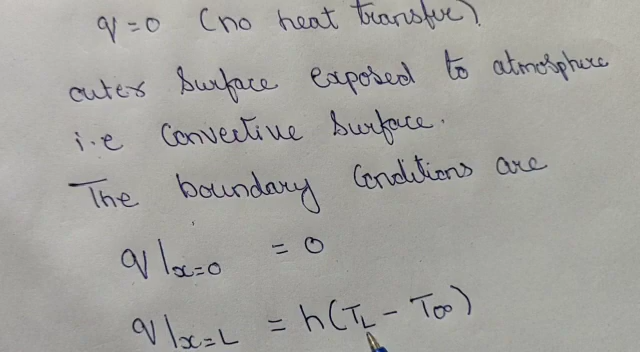 q = 0 (no heat transfer)
outer surface exposed to atmosphere
i.e convective surface.
The boundary conditions are
q|x=0 = 0
q|x=L = h(TL - T∞)